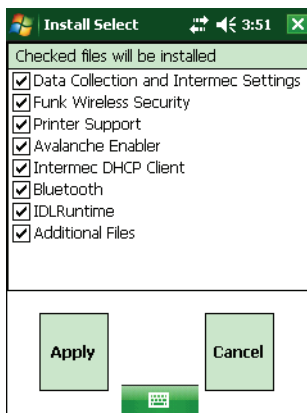 Install Select 3:51
Checked files will be installed
Data Collection and Intermec Settings
Funk Wireless Security
Printer Support
Avalanche Enabler
Intermec DHCP Client
Bluetooth
IDLRuntime
Additional Files
Apply Cancel